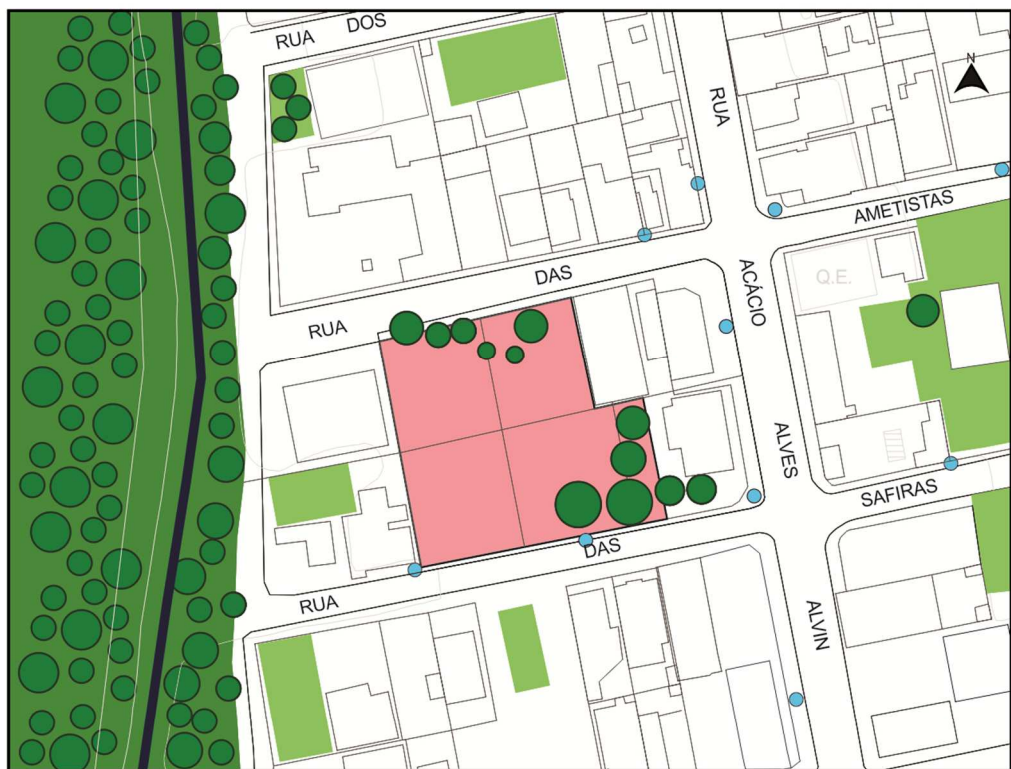 RUA DOS
RUA
N
AMETISTAS
DAS
RUA
ACÁCIO
Q.E.
ALVES
SAFIRAS
DAS
RUA
ALVIN